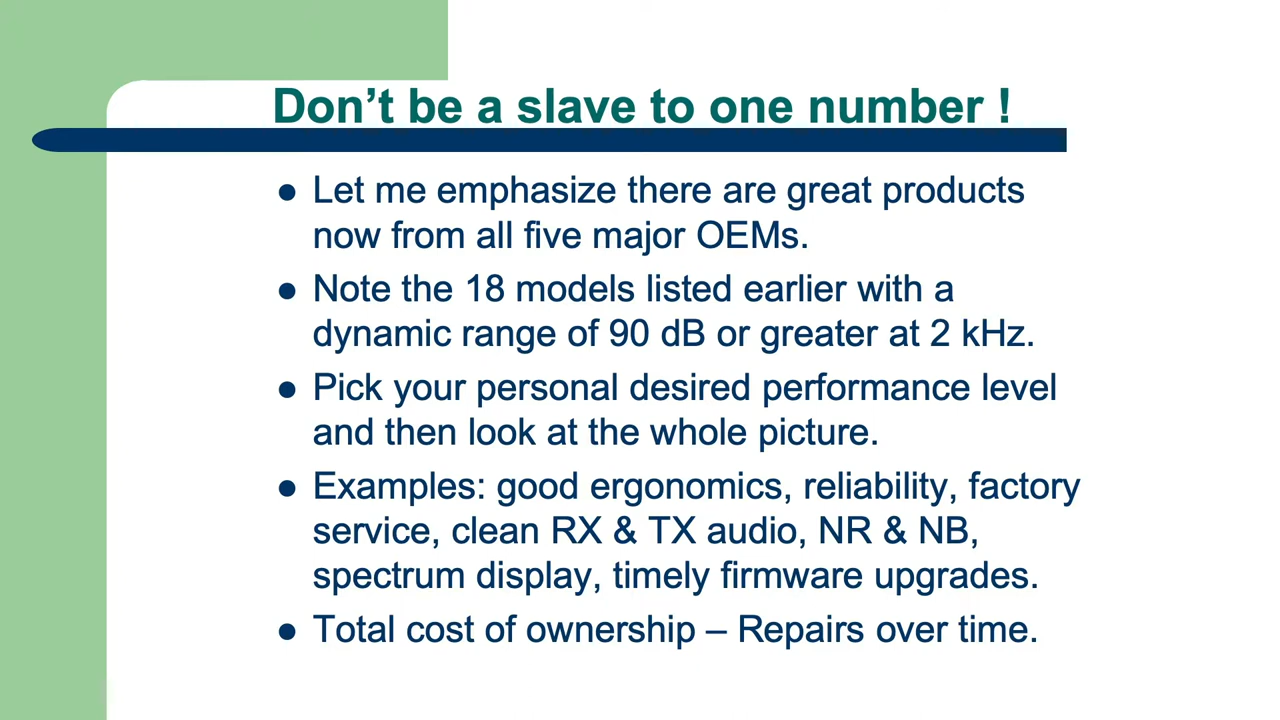 Don’t be a slave to one number !
● Let me emphasize there are great products
now from all five major OEMs.
● Note the 18 models listed earlier with a
dynamic range of 90 dB or greater at 2 kHz.
● Pick your personal desired performance level
and then look at the whole picture.
● Examples: good ergonomics, reliability, factory
service, clean RX & TX audio, NR & NB,
spectrum display, timely firmware upgrades.
● Total cost of ownership – Repairs over time.